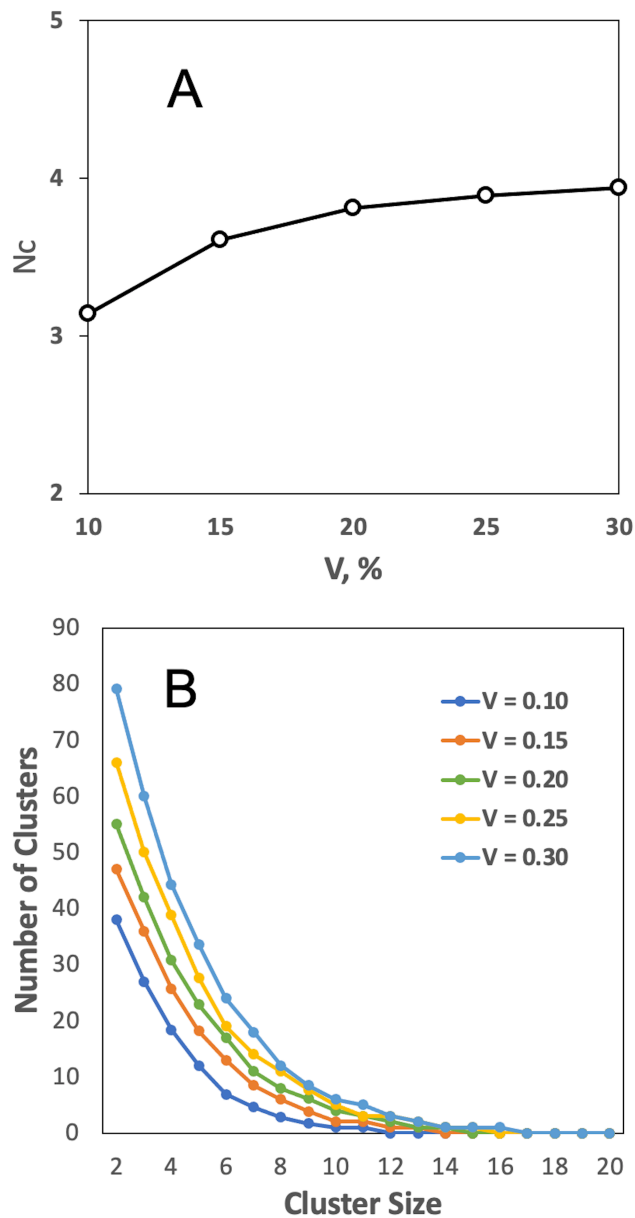 A
5
4
3
2
Nc
10 15 20 25 30
V, %
B
90
80
70
60
50
40
30
20
10
0
Number of Clusters
V = 0.10
V = 0.15
V = 0.20
V = 0.25
V = 0.30
2 4 6 8 10 12 14 16 18 20
Cluster Size